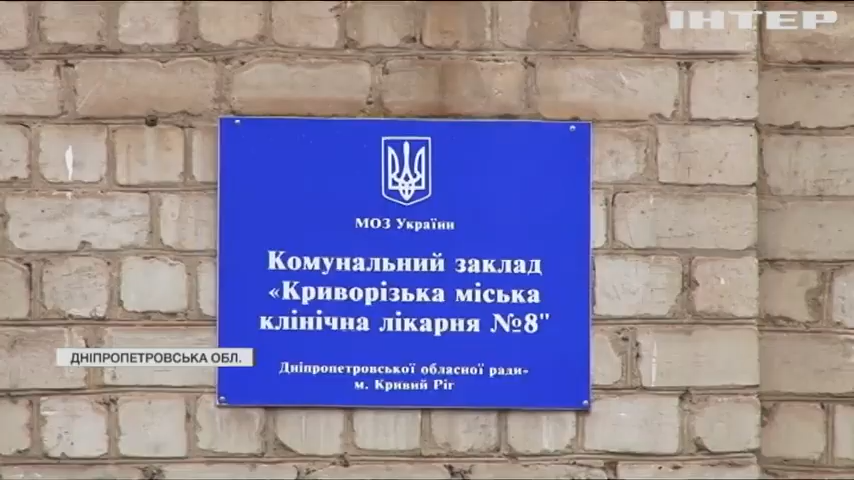 ІНТЕР
МОЗ України
Комунальний заклад
«Криворізька міська
клінічна лікарня №8"
ДНІПРОПЕТРОВСЬКА ОБЛ.
Дніпропетровської обласної ради»
м. Кривий Ріг